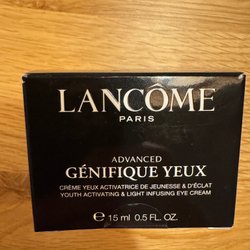 LANCÔME
PARIS
ADVANCED
GÉNIFIQUE YEUX
CRÈME YEUX ACTIVATRICE DE JEUNESSE & D'ÉCLAT
YOUTH ACTIVATING & LIGHT INFUSING EYE CREAM
℮ 15 ml 0.5 FL. OZ.